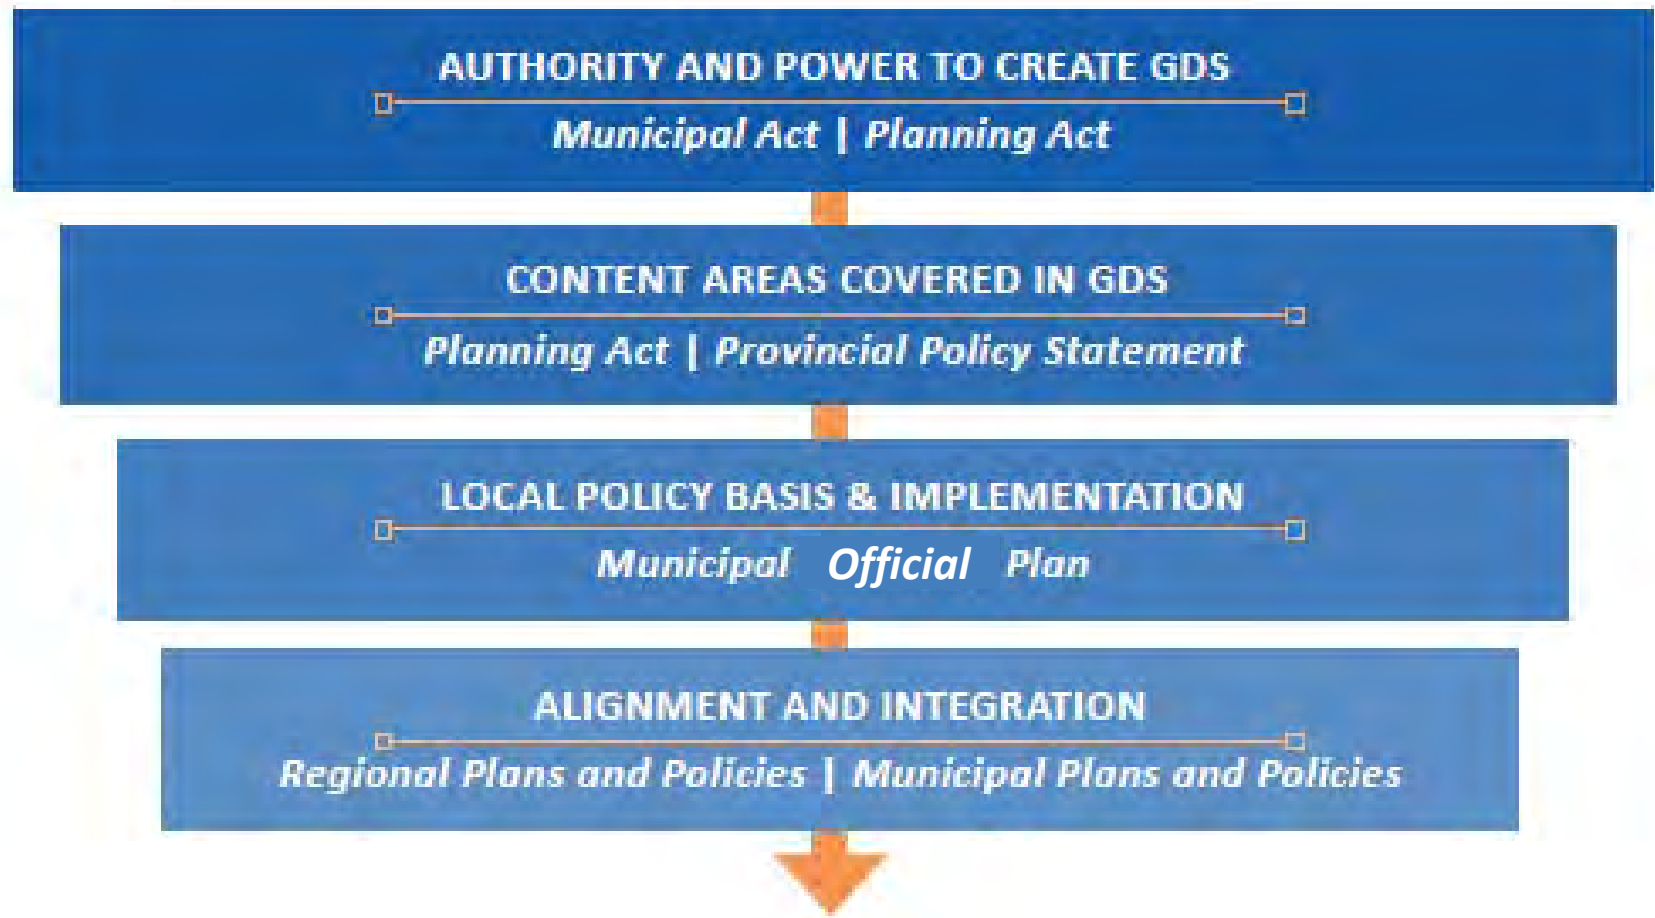 AUTHORITY AND POWER TO CREATE GDS
Municipal Act | Planning Act
CONTENT AREAS COVERED IN GDS
Planning Act | Provincial Policy Statement
LOCAL POLICY BASIS & IMPLEMENTATION
Municipal Official Plan
ALIGNMENT AND INTEGRATION
Regional Plans and Policies | Municipal Plans and Policies